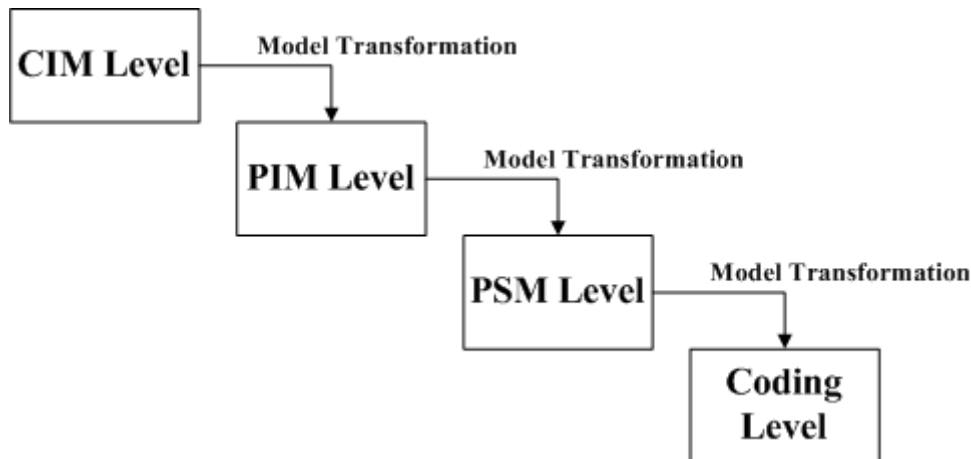 Model Transformation
CIM Level
Model Transformation
PIM Level
Model Transformation
PSM Level
Coding
Level